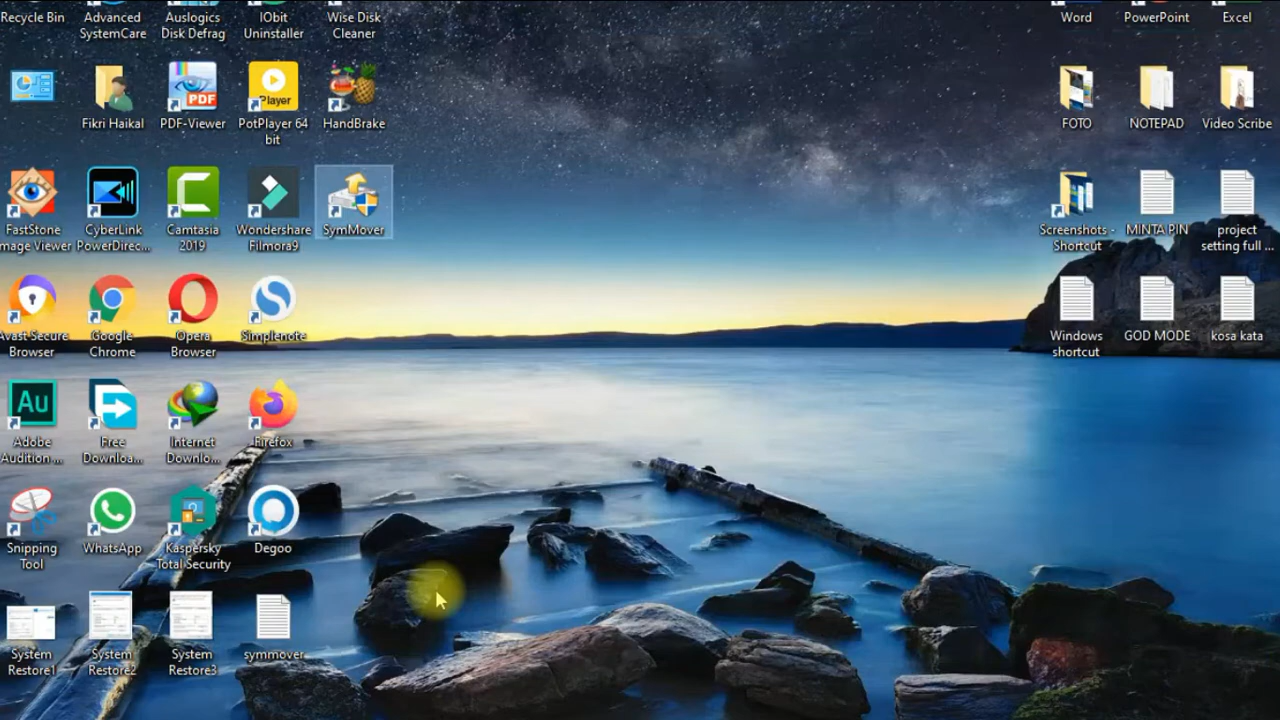 Recycle Bin
Advanced
SystemCare
Auslogics
Disk Defrag
IObit
Uninstaller
Wise Disk
Cleaner
Word
PowerPoint
Excel
Fikri Haikal
PDF
PDF-Viewer
Player
PotPlayer 64
bit
HandBrake
FOTO
NOTEPAD
Video Scribe
FastStone
mage Viewer
CyberLink
PowerDirec...
Camtasia
2019
Wondershare
Filmora9
SymMover
Screenshots -
Shortcut
MINTA PIN
project
setting full ...
Avast Secure
Browser
Google
Chrome
Opera
Browser
Simplenote
Windows
shortcut
GOD MODE
kosa kata
Au
Adobe
Audition ...
Free
Downloa...
Internet
Downlo...
Firefox
Snipping
Tool
WhatsApp
Kaspersky
Total Security
Degoo
System
Restore1
System
Restore2
System
Restore3
symmover